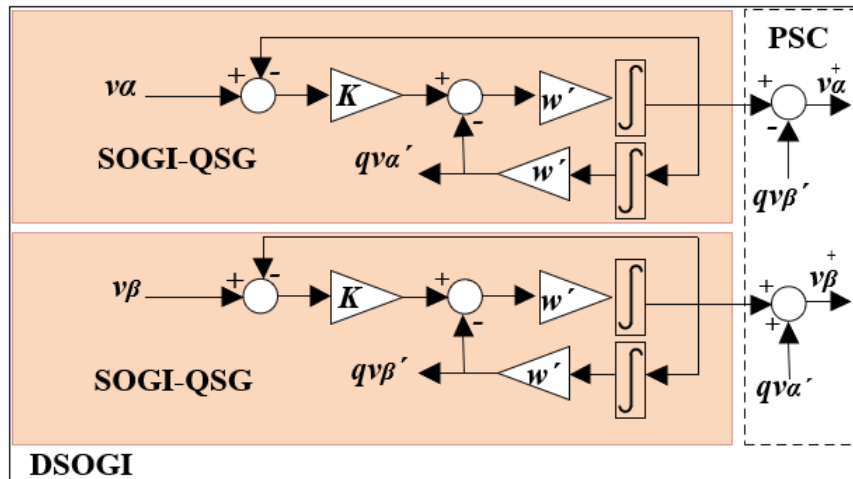 PSC
+
vα
+
-
K
+
-
w´
∫
+
-
+
vα
SOGI-QSG
qvα´
w´
∫
qvβ´
vβ
+
-
K
+
-
w´
∫
+
+
+
vβ
SOGI-QSG
qvβ´
w´
∫
qvα´
DSOGI